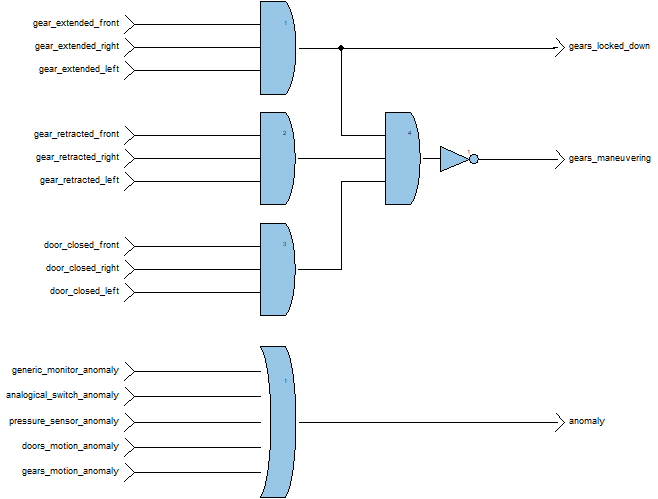 gear_extended_front
gear_extended_right
gear_extended_left
1
gears_locked_down
gear_retracted_front
gear_retracted_right
gear_retracted_left
2
4
1
gears_maneuvering
door_closed_front
door_closed_right
door_closed_left
3
generic_monitor_anomaly
analogical_switch_anomaly
pressure_sensor_anomaly
doors_motion_anomaly
gears_motion_anomaly
1
anomaly